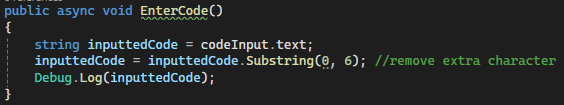 public async void EnterCode()
{
string inputtedCode = codeInput.text;
inputtedCode = inputtedCode.Substring(0, 6); //remove extra character
Debug.Log(inputtedCode);
}